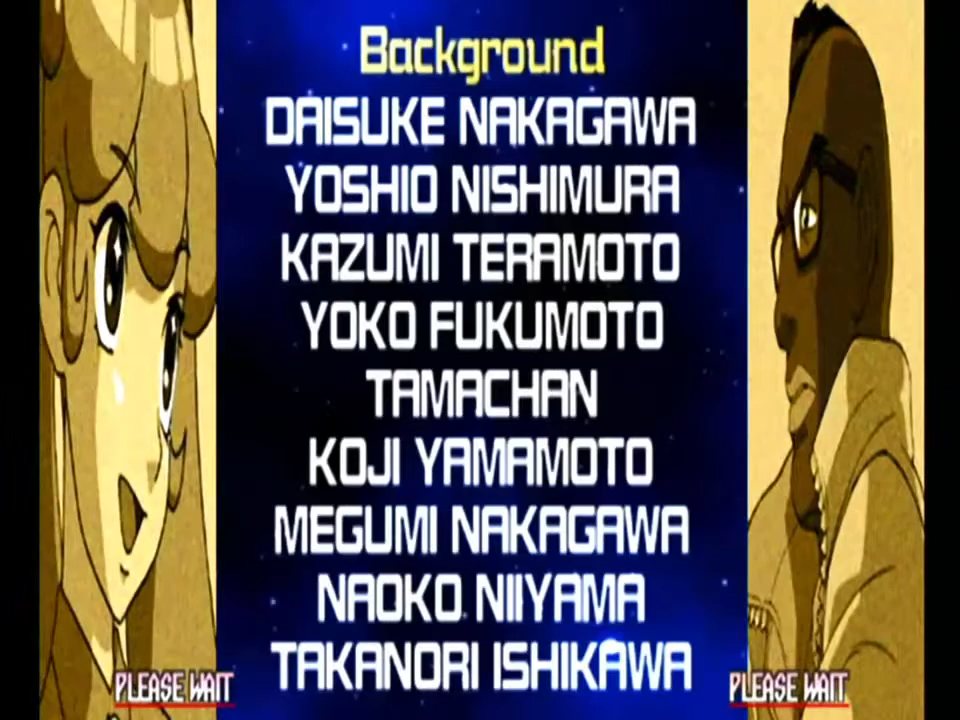 Background
DAISUKE NAKAGAWA
YOSHIO NISHIMURA
KAZUMI TERAMOTO
YOKO FUKUMOTO
TAMACHAN
KOJI YAMAMOTO
MEGUMI NAKAGAWA
NAOKO NIIYAMA
TAKANORI ISHIKAWA
PLEASE WAIT
PLEASE WAIT